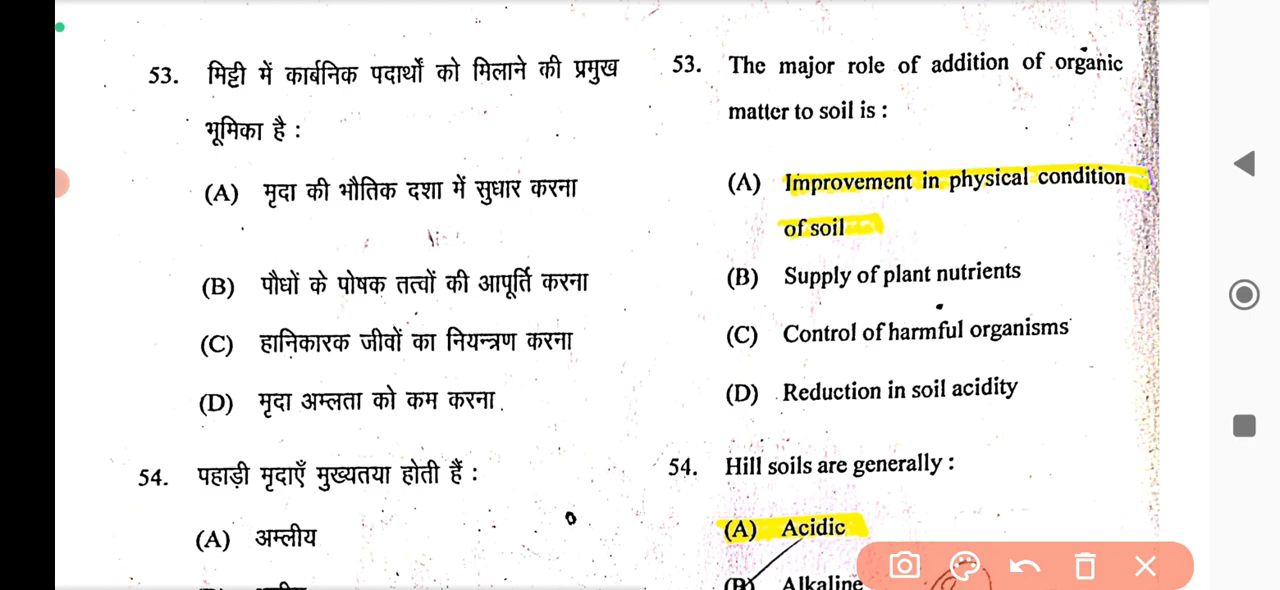 53. मिट्टी में कार्बनिक पदार्थों को मिलाने की प्रमुख
भूमिका है :
(A) मृदा की भौतिक दशा में सुधार करना
(B) पौधों के पोषक तत्वों की आपूर्ति करना
(C) हानिकारक जीवों का नियन्त्रण करना
(D) मृदा अम्लता को कम करना
54. पहाड़ी मृदाएँ मुख्यतया होती हैं :
(A) अम्लीय
53. The major role of addition of organic
matter to soil is :
(A) Improvement in physical condition
of soil
(B) Supply of plant nutrients
(C) Control of harmful organisms
(D) Reduction in soil acidity
54. Hill soils are generally :
(A) Acidic
(B) Alkaline